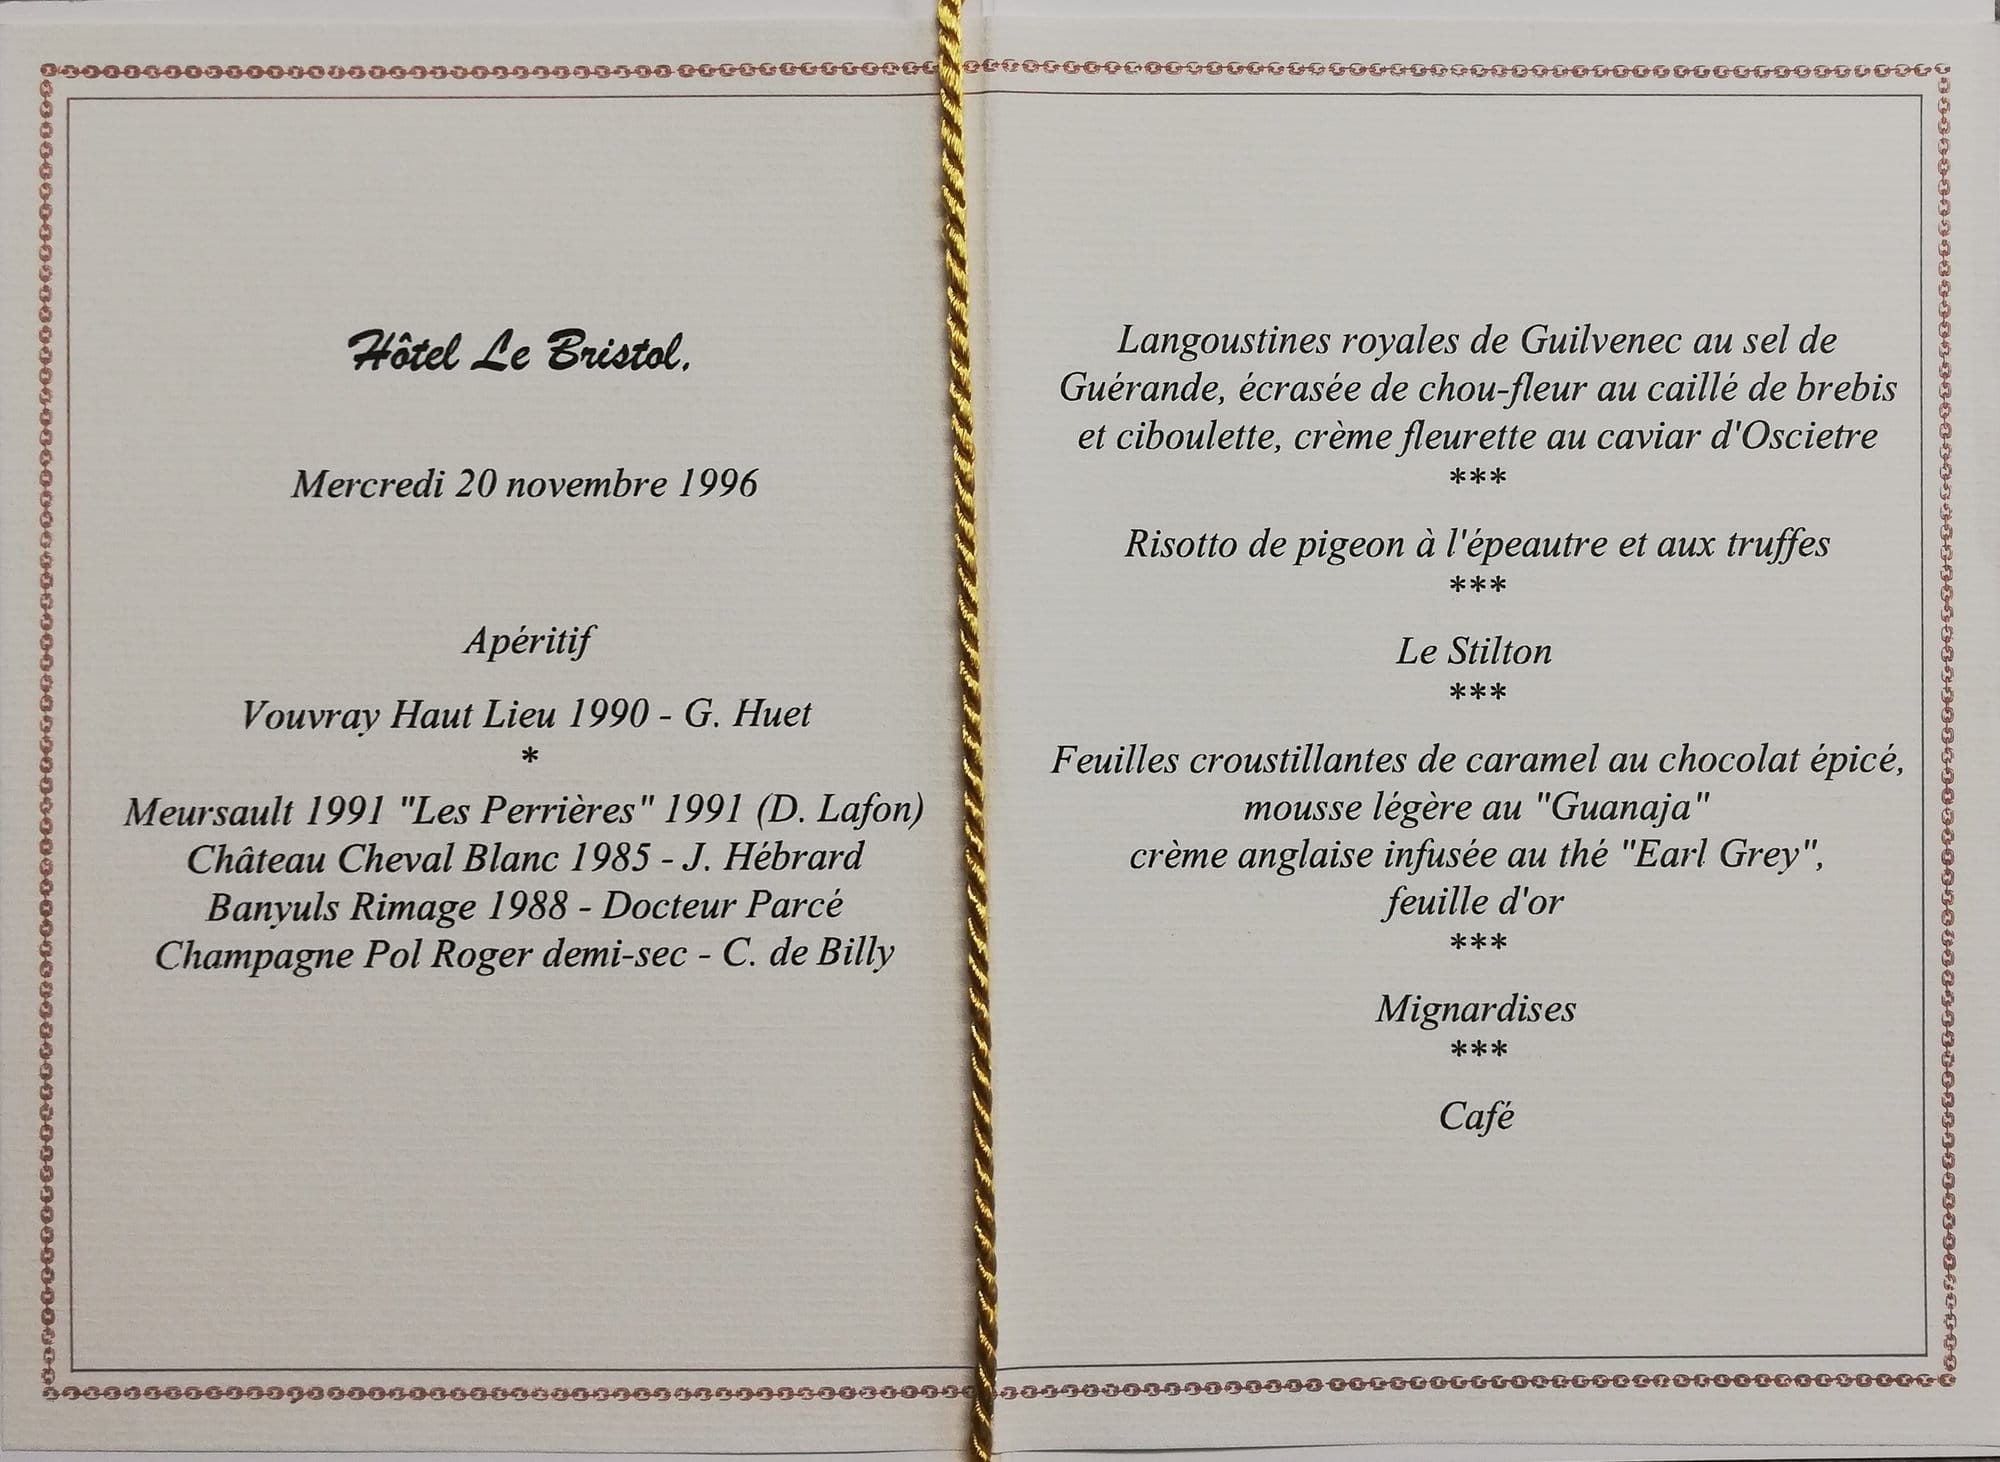 Hôtel Le Bristol.
Mercredi 20 novembre 1996
Apéritif
Vouvray Haut Lieu 1990 - G. Huet
*
Meursault 1991 "Les Perrières" 1991 (D. Lafon)
Château Cheval Blanc 1985 - J. Hébrard
Banyuls Rimage 1988 - Docteur Parcé
Champagne Pol Roger demi-sec - C. de Billy
Langoustines royales de Guilvenec au sel de
Guérande, écrasée de chou-fleur au caillé de brebis
et ciboulette, crème fleurette au caviar d'Oscietre
***
Risotto de pigeon à l'épeautre et aux truffes
***
Le Stilton
***
Feuilles croustillantes de caramel au chocolat épicé,
mousse légère au "Guanaja"
crème anglaise infusée au thé "Earl Grey",
feuille d'or
***
Mignardises
***
Café